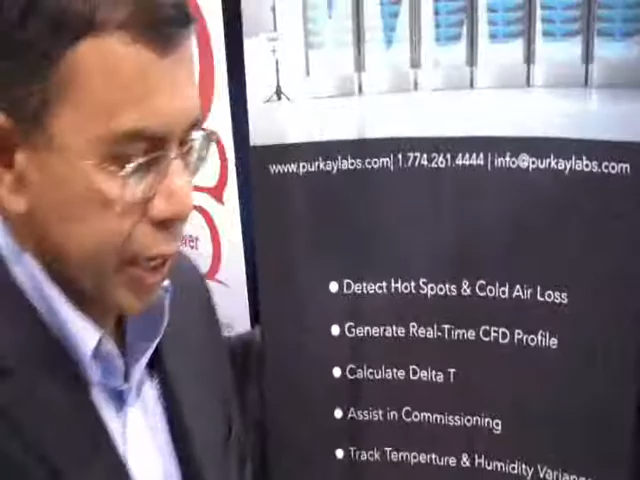 www.purkaylabs.com| 1.774.261.4444 | info@purkaylabs.com
● Detect Hot Spots & Cold Air Loss
● Generate Real-Time CFD Profile
● Calculate Delta T
● Assist in Commissioning
● Track Temperture & Humidity